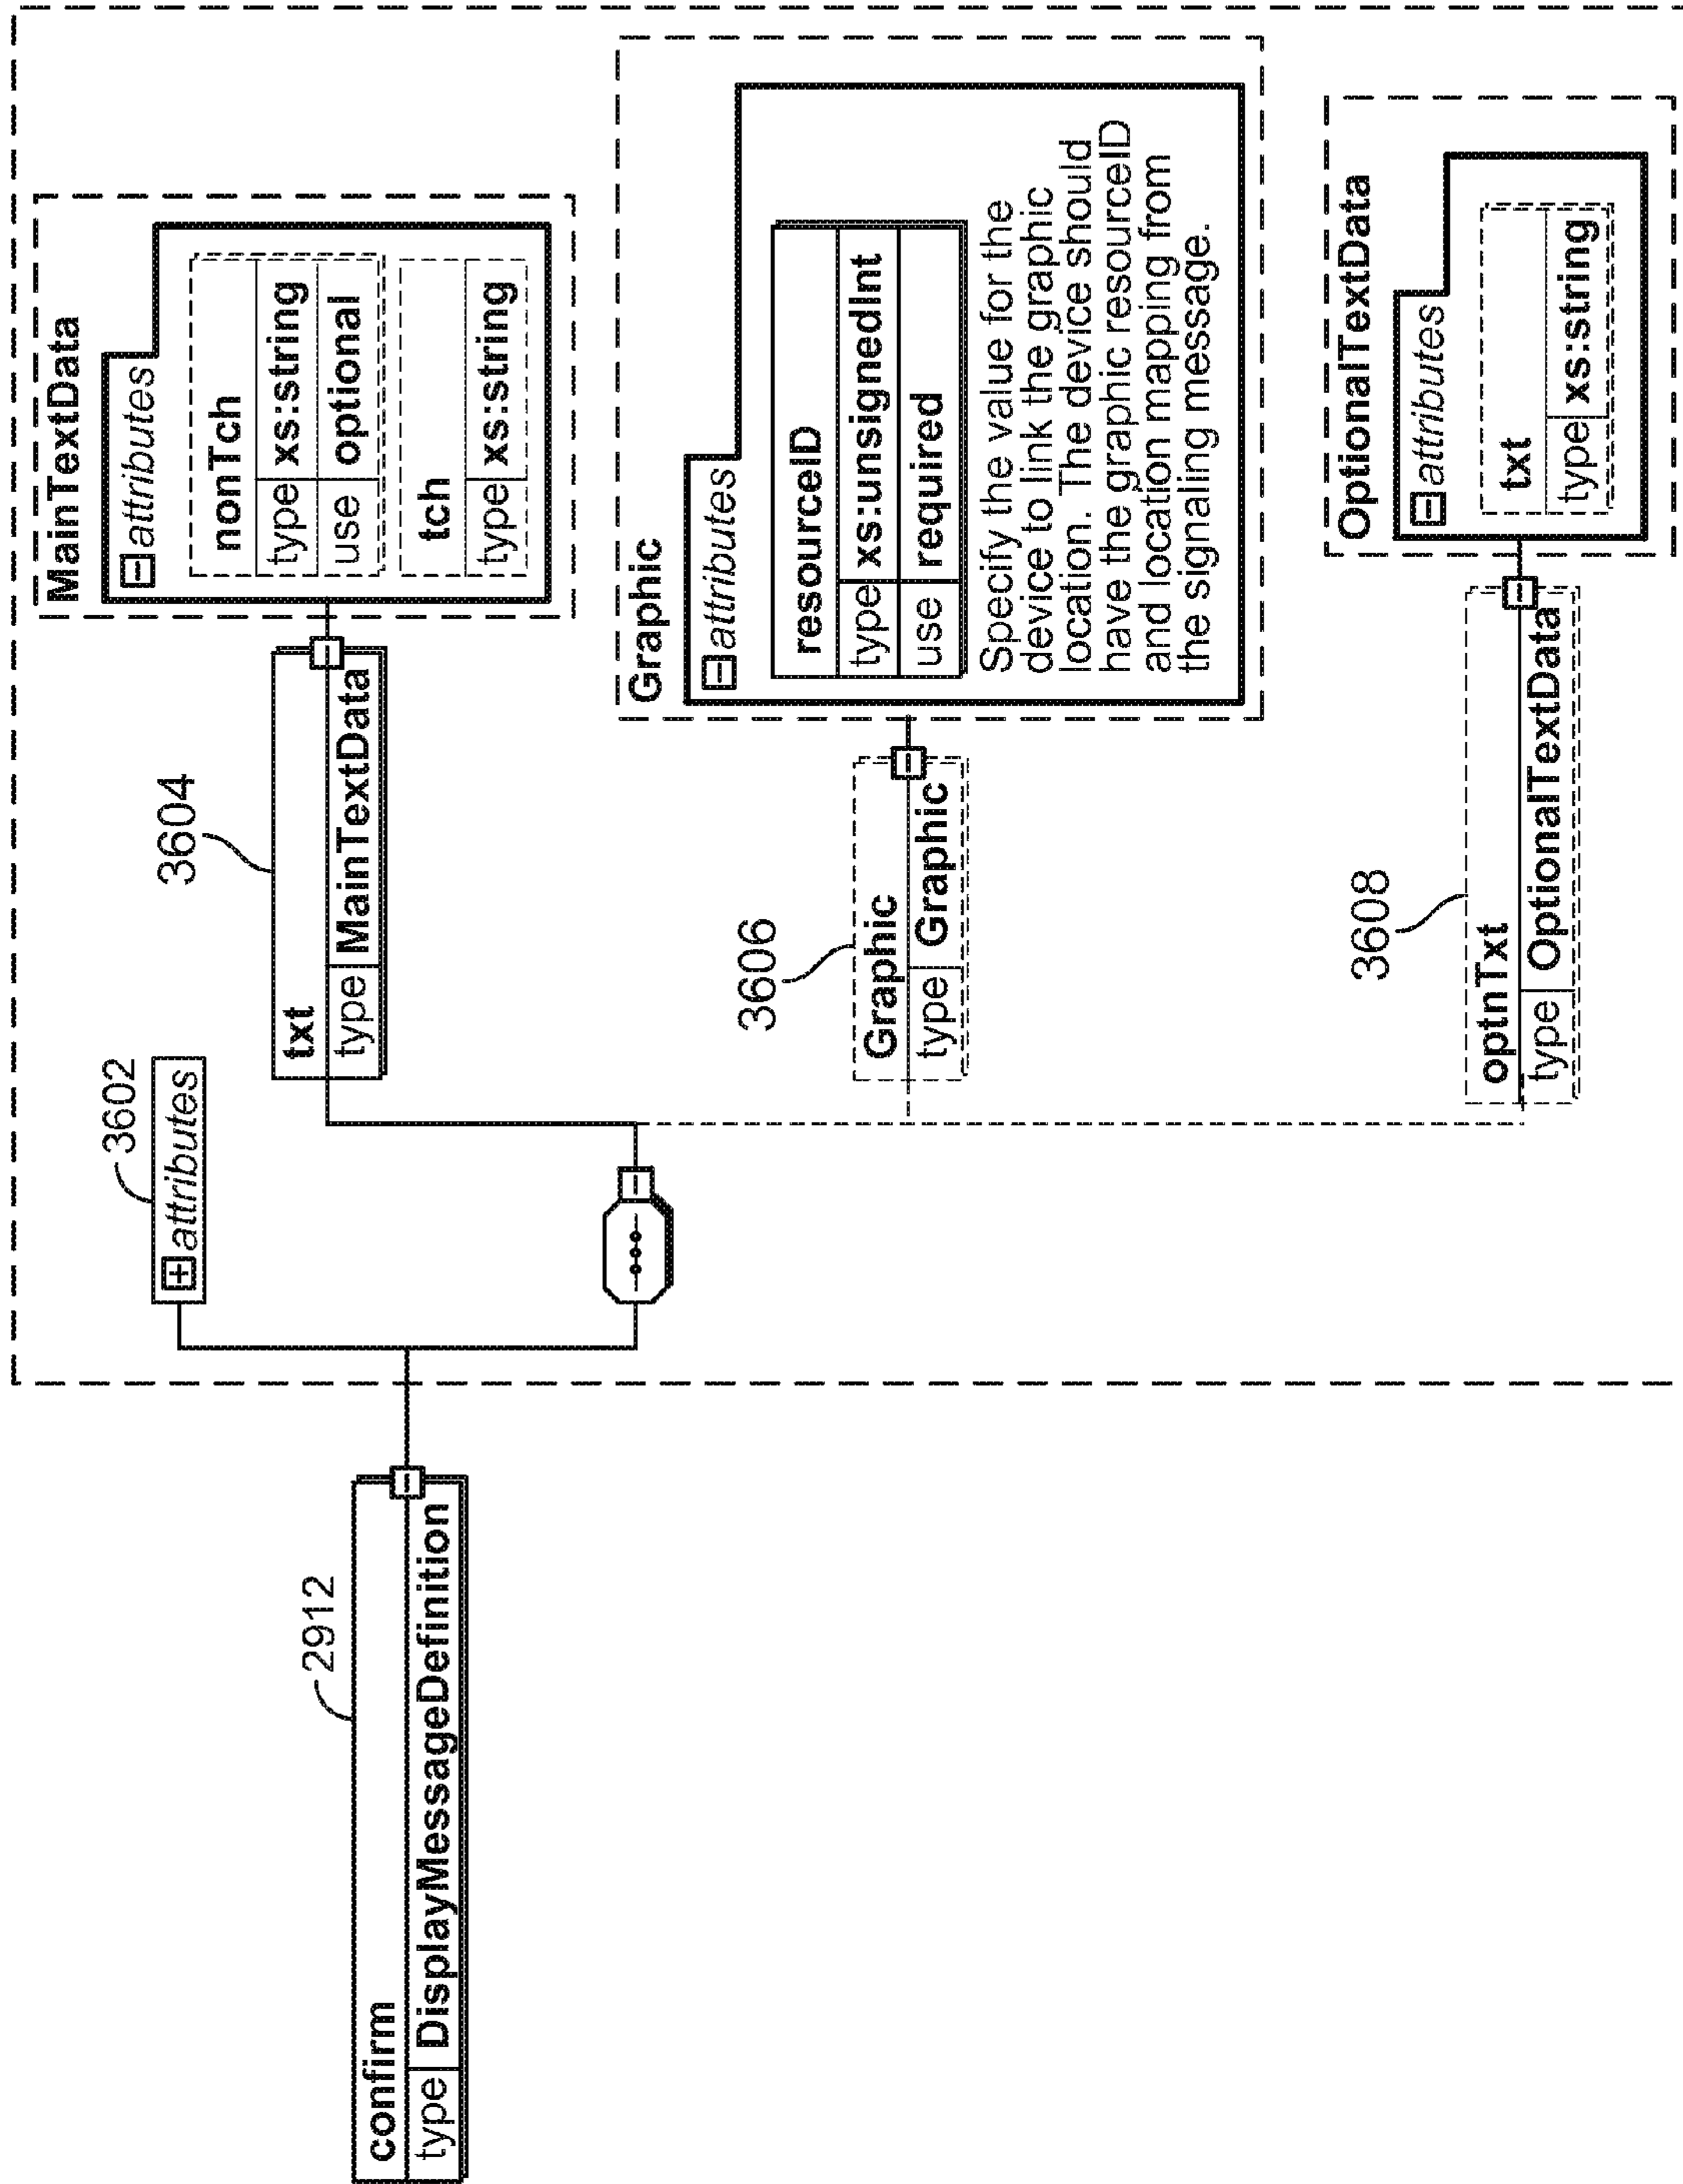 confirm
type DisplayMessageDefinition
2912
attributes
3602
txt
type MainTextData
3604
MainTextData
attributes
nonTch
type xs:string
use optional
tch
type xs:string
Graphic
type Graphic
3606
Graphic
attributes
resourceID
type xs:unsignedInt
use required
Specify the value for the
device to link the graphic
location. The device should
have the graphic resourceID
and location mapping from
the signaling message.
optnTxt
type OptionalTextData
3608
OptionalTextData
attributes
txt
type xs:string